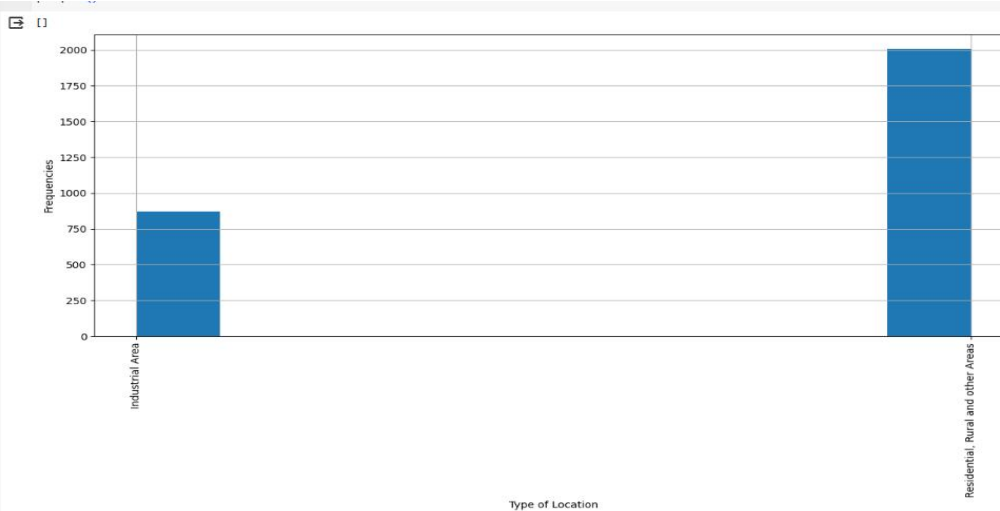 []
2000
1750
1500
1250
1000
750
500
250
0
Frequencies
Industrial Area
Residential, Rural and other Areas
Type of Location